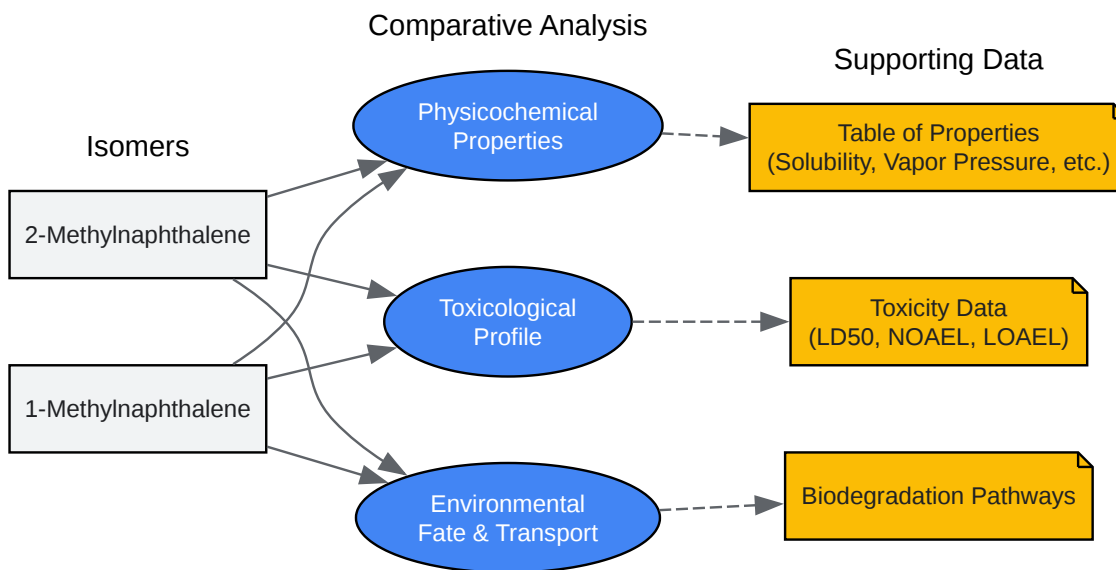 Comparative Analysis
Supporting Data
Isomers
Physicochemical
Properties
Table of Properties
(Solubility, Vapor Pressure, etc.)
2-Methylnaphthalene
Toxicological
Profile
Toxicity Data
(LD50, NOAEL, LOAEL)
1-Methylnaphthalene
Environmental
Fate & Transport
Biodegradation Pathways